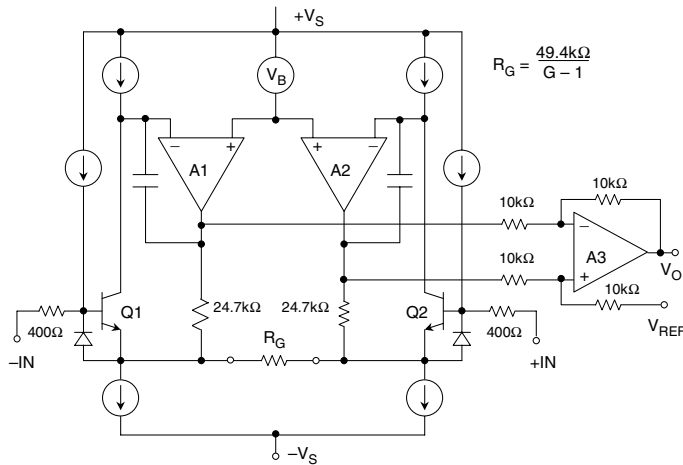 +VS
RG = 49.4kΩ
G – 1
VB
– + + –
A1 A2
10kΩ 10kΩ
–
A3
10kΩ
+
VO
10kΩ
Q1 24.7kΩ 24.7kΩ Q2
400Ω 400Ω
VREF
RG
–IN +IN
–VS